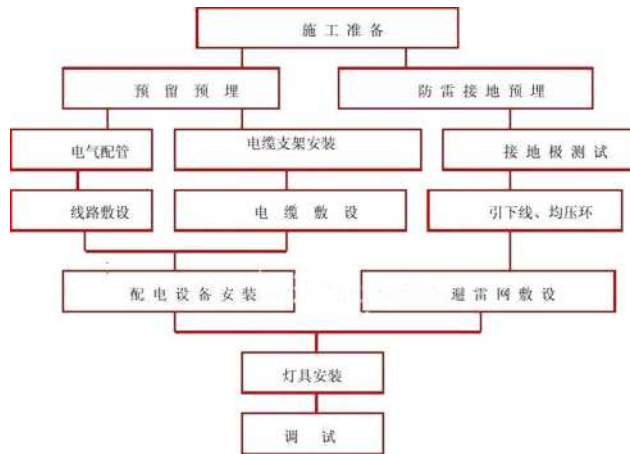 施工准备
预留预埋
防雷接地预埋
电气配管
电缆支架安装
接地极测试
线路敷设
电缆敷设
引下线、均压环
配电设备安装
避雷网敷设
灯具安装
调试